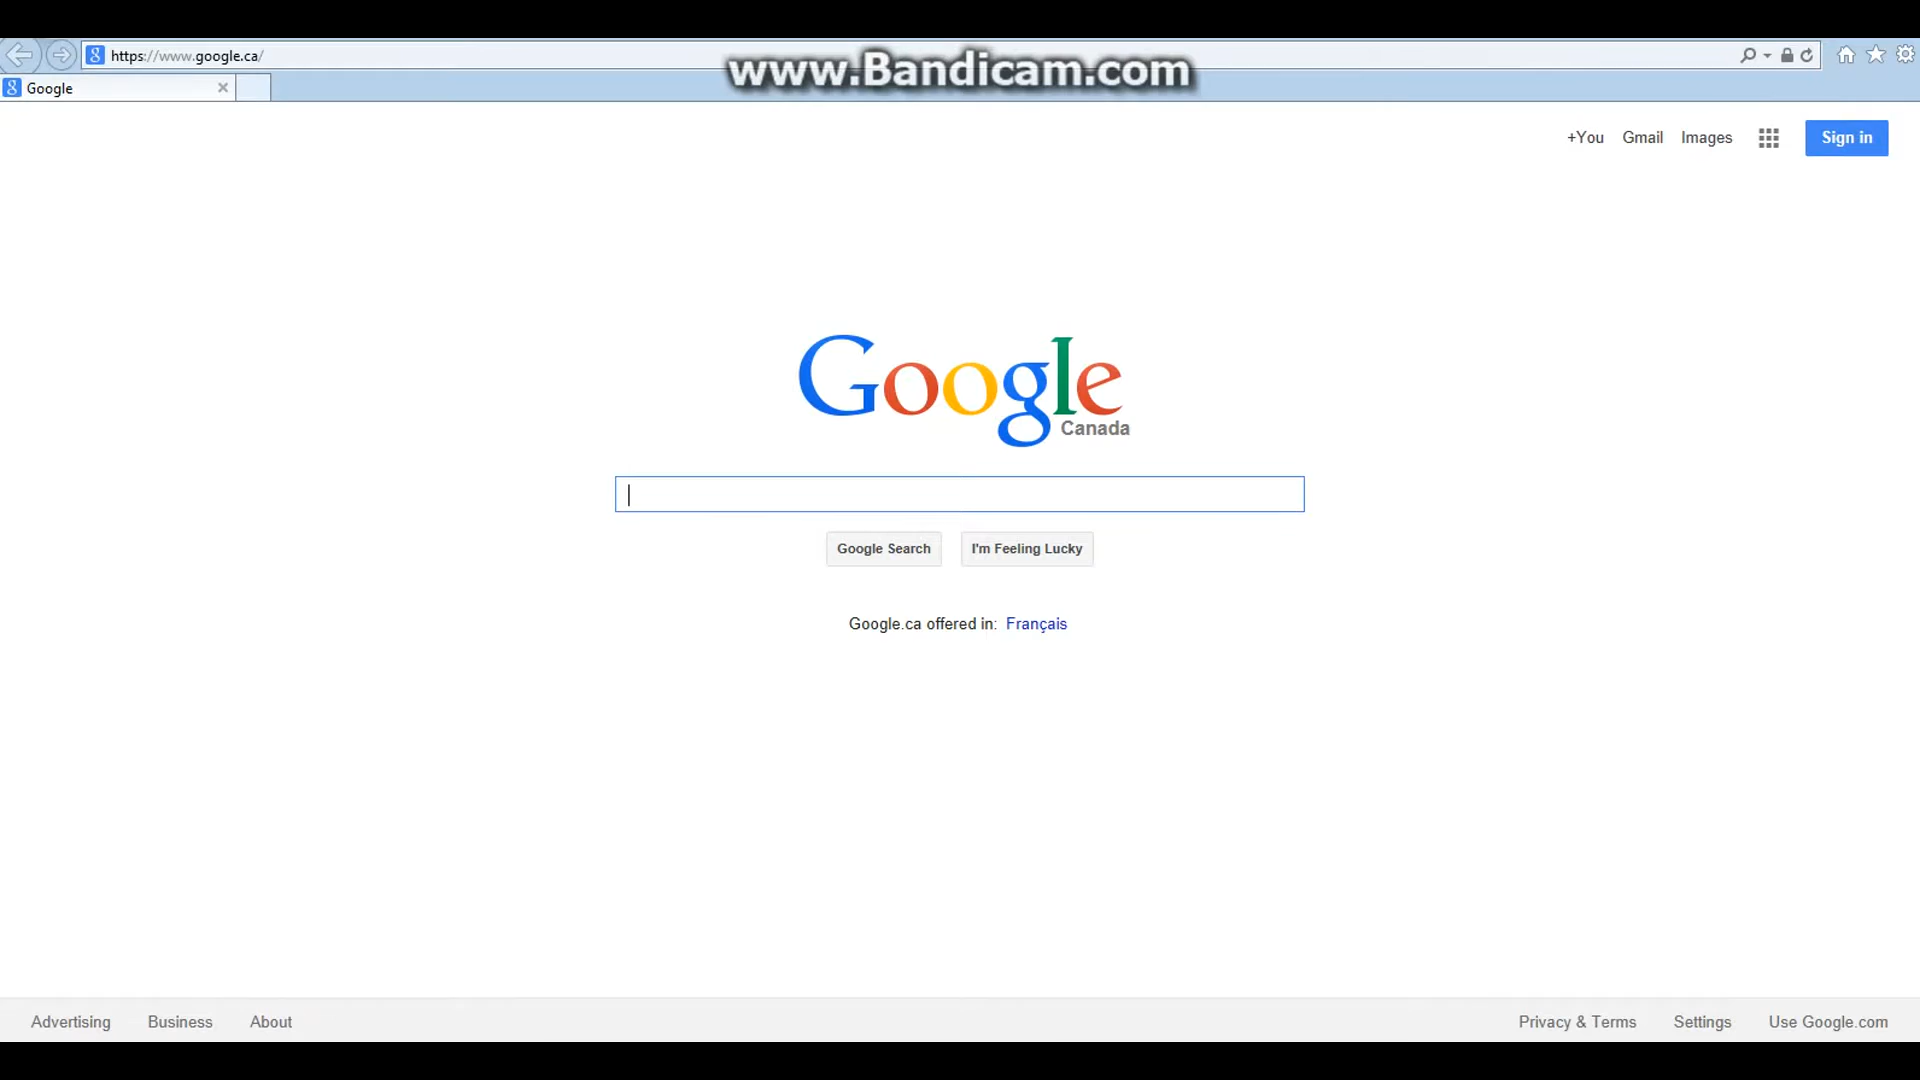 https://www.google.ca/
www.Bandicam.com
Google
+You Gmail Images Sign in
Google
Canada
Google Search I'm Feeling Lucky
Google.ca offered in: Français
Advertising Business About Privacy & Terms Settings Use Google.com